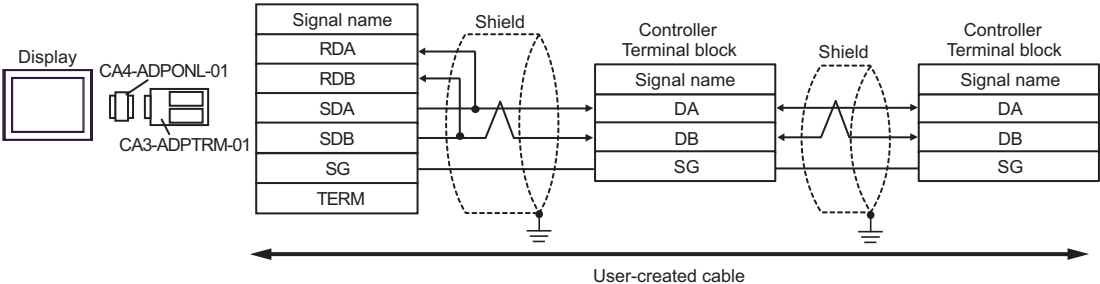 Display
CA4-ADPONL-01
CA3-ADPTRM-01
Signal name
RDA
RDB
SDA
SDB
SG
TERM
Shield
Controller
Terminal block
Signal name
DA
DB
SG
Shield
Controller
Terminal block
Signal name
DA
DB
SG
User-created cable